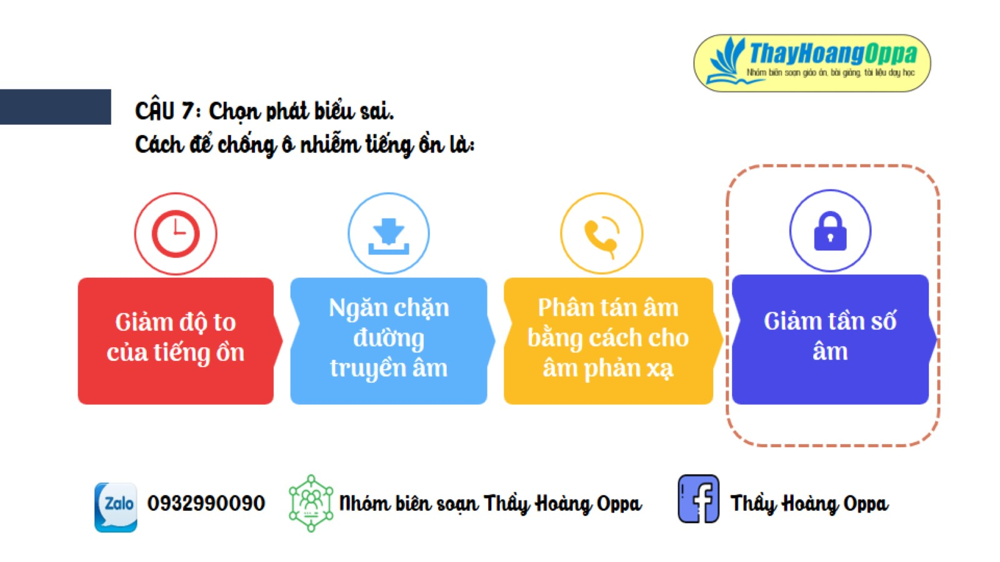 ThayHoangOppa
Nhóm biên soạn giáo án, bài giảng, tài liệu dạy học
CÂU 7: Chọn phát biểu sai.
Cách để chống ô nhiễm tiếng ồn là:
Giảm độ to
của tiếng ồn
Ngăn chặn
đường
truyền âm
Phân tán âm
bằng cách cho
âm phản xạ
Giảm tần số
âm
Zalo
0932990090
Nhóm biên soạn Thầy Hoàng Oppa
f
Thầy Hoàng Oppa